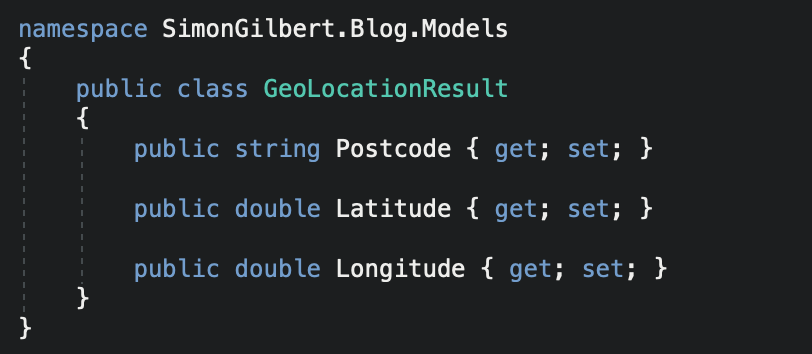 namespace SimonGilbert.Blog.Models
{
    public class GeoLocationResult
    {
        public string Postcode { get; set; }
        public double Latitude { get; set; }
        public double Longitude { get; set; }
    }
}